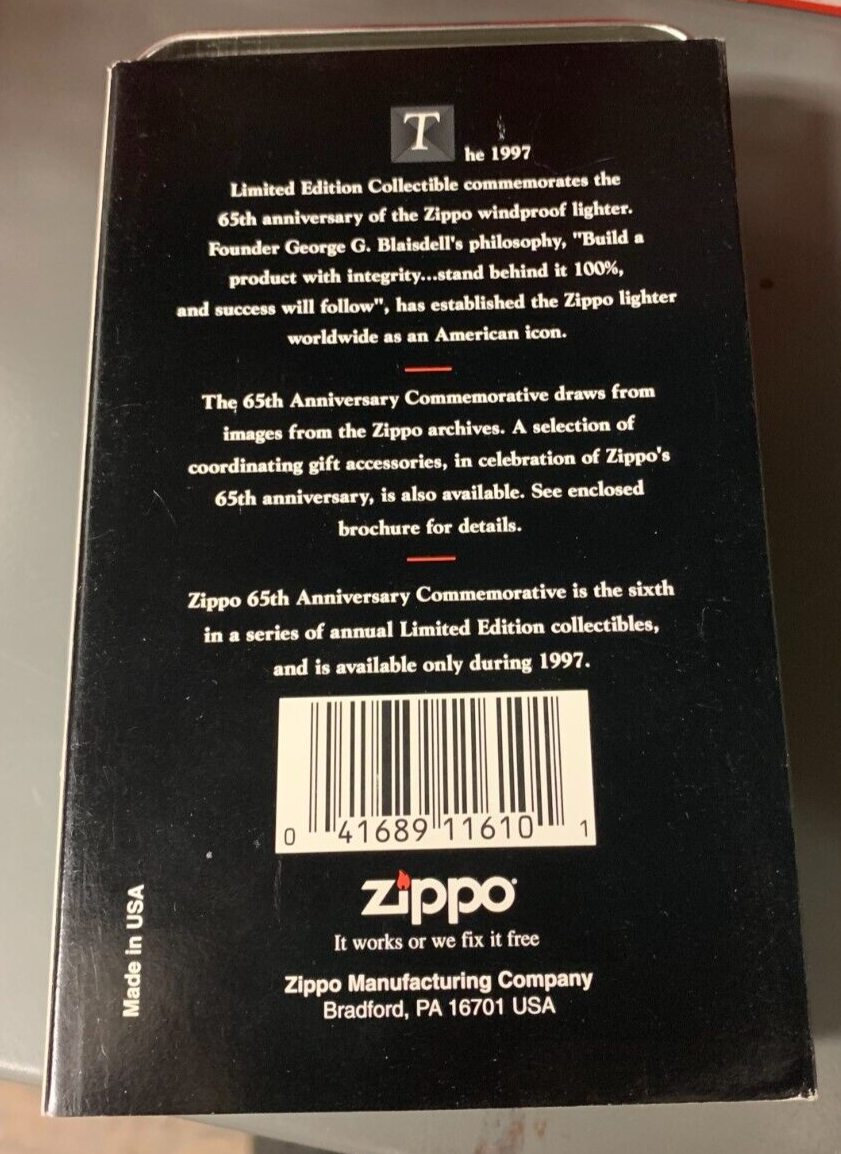 The 1997
Limited Edition Collectible commemorates the
65th anniversary of the Zippo windproof lighter.
Founder George G. Blaisdell's philosophy, "Build a
product with integrity...stand behind it 100%,
and success will follow", has established the Zippo lighter
worldwide as an American icon.
The 65th Anniversary Commemorative draws from
images from the Zippo archives. A selection of
coordinating gift accessories, in celebration of Zippo's
65th anniversary, is also available. See enclosed
brochure for details.
Zippo 65th Anniversary Commemorative is the sixth
in a series of annual Limited Edition collectibles,
and is available only during 1997.
0 41689 11610 1
zippo
It works or we fix it free
Zippo Manufacturing Company
Bradford, PA 16701 USA
Made in USA